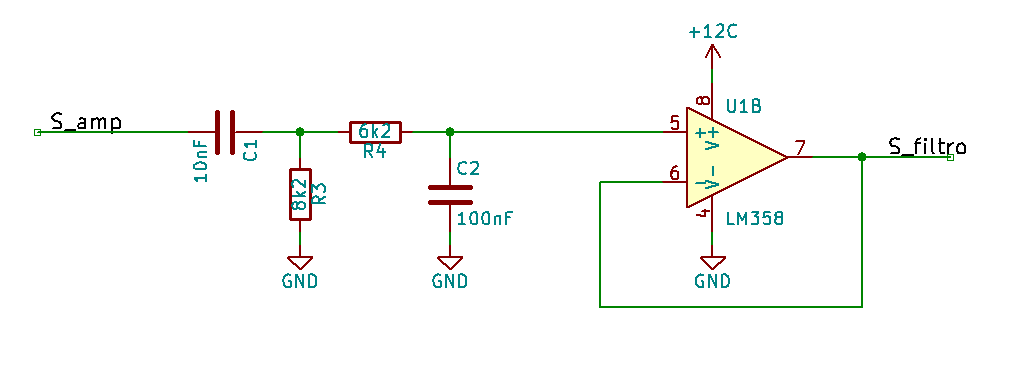 +12C
8
U1B
S_amp
10nF
C1
6k2
R4
8k2
R3
C2
100nF
5
+
V+
6
-
V-
7
S_filtro
4
LM358
GND
GND
GND